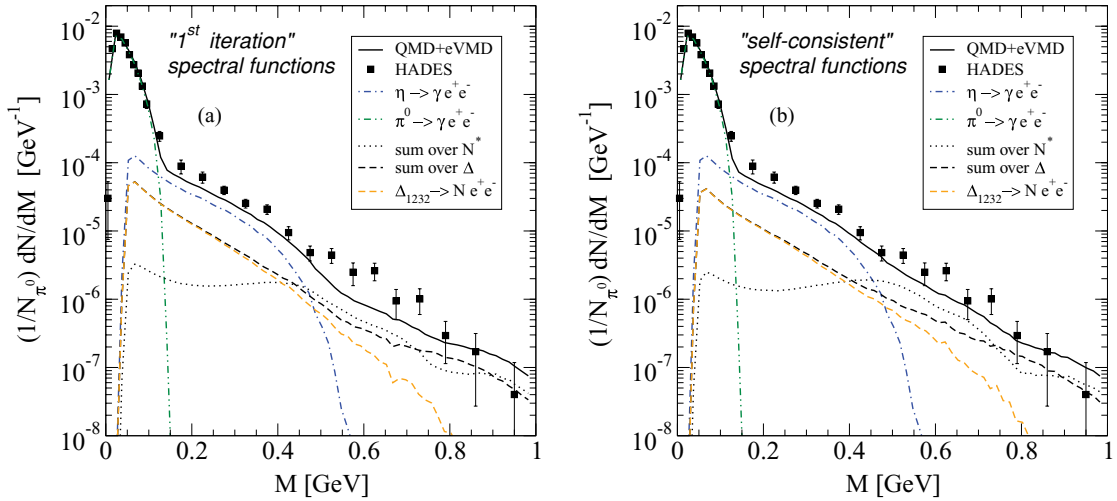 "1st iteration"
spectral functions
(a)
QMD+eVMD
HADES
η –> γ e+e-
π0 –> γ e+e-
sum over N*
sum over Δ
Δ1232–> N e+e-
(1/Nπ0) dN/dM [GeV-1]
10-2
10-3
10-4
10-5
10-6
10-7
10-8
0 0.2 0.4 0.6 0.8 1
M [GeV]
"self-consistent"
spectral functions
(b)
QMD+eVMD
HADES
η –> γ e+e-
π0 –> γ e+e-
sum over N*
sum over Δ
Δ1232–> N e+e-
(1/Nπ0) dN/dM [GeV-1]
10-2
10-3
10-4
10-5
10-6
10-7
10-8
0 0.2 0.4 0.6 0.8 1
M [GeV]